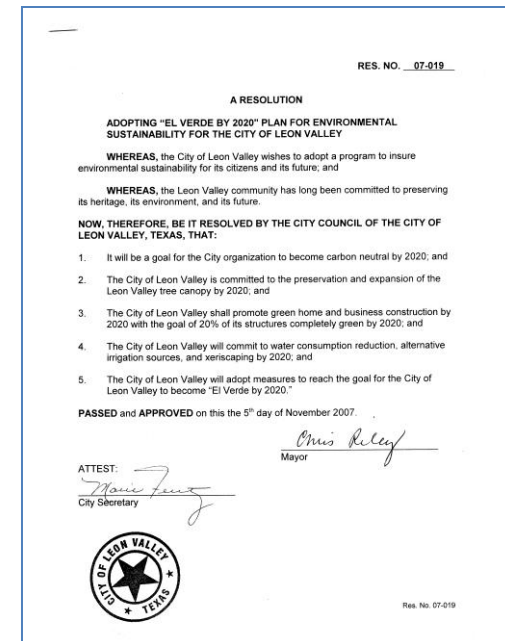 RES. NO. 07-019
A RESOLUTION
ADOPTING "EL VERDE BY 2020" PLAN FOR ENVIRONMENTAL
SUSTAINABILITY FOR THE CITY OF LEON VALLEY
WHEREAS, the City of Leon Valley wishes to adopt a program to insure
environmental sustainability for its citizens and its future; and
WHEREAS, the Leon Valley community has long been committed to preserving
its heritage, its environment, and its future.
NOW, THEREFORE, BE IT RESOLVED BY THE CITY COUNCIL OF THE CITY OF
LEON VALLEY, TEXAS, THAT:
1. It will be a goal for the City organization to become carbon neutral by 2020; and
2. The City of Leon Valley is committed to the preservation and expansion of the
Leon Valley tree canopy by 2020; and
3. The City of Leon Valley shall promote green home and business construction by
2020 with the goal of 20% of its structures completely green by 2020; and
4. The City of Leon Valley will commit to water consumption reduction, alternative
irrigation sources, and xeriscaping by 2020; and
5. The City of Leon Valley will adopt measures to reach the goal for the City of
Leon Valley to become "El Verde by 2020."
PASSED and APPROVED on this the 5th day of November 2007.
Chris Riley
Mayor
ATTEST:
Marie
City Secretary
CITY OF LEON VALLEY
TEXAS
Res. No. 07-019